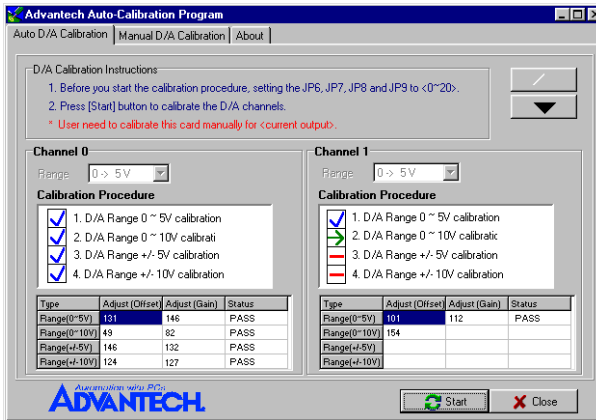 Advantech Auto-Calibration Program
Auto D/A Calibration Manual D/A Calibration About
D/A Calibration Instructions
1. Before you start the calibration procedure, setting the JP6, JP7, JP8 and JP9 to <0~20>.
2. Press [Start] button to calibrate the D/A channels.
* User need to calibrate this card manually for <current output>.
Channel 0
Range 0 -> 5 V
Calibration Procedure
1. D/A Range 0 ~ 5V calibration
2. D/A Range 0 ~ 10V calibrati
3. D/A Range +/- 5V calibration
4. D/A Range +/- 10V calibration
Type Adjust (Offset) Adjust (Gain) Status
Range(0~5V) 131 146 PASS
Range(0~10V) 49 82 PASS
Range(+/-5V) 146 132 PASS
Range(+/-10V) 124 127 PASS
Channel 1
Range 0 -> 5 V
Calibration Procedure
1. D/A Range 0 ~ 5V calibration
2. D/A Range 0 ~ 10V calibratic
3. D/A Range +/- 5V calibration
4. D/A Range +/- 10V calibration
Type Adjust (Offset) Adjust (Gain) Status
Range(0~5V) 101 112 PASS
Range(0~10V) 154
Range(+/-5V)
Range(+/-10V)
Automation with PCs
ADVANTECH.
Start
Close